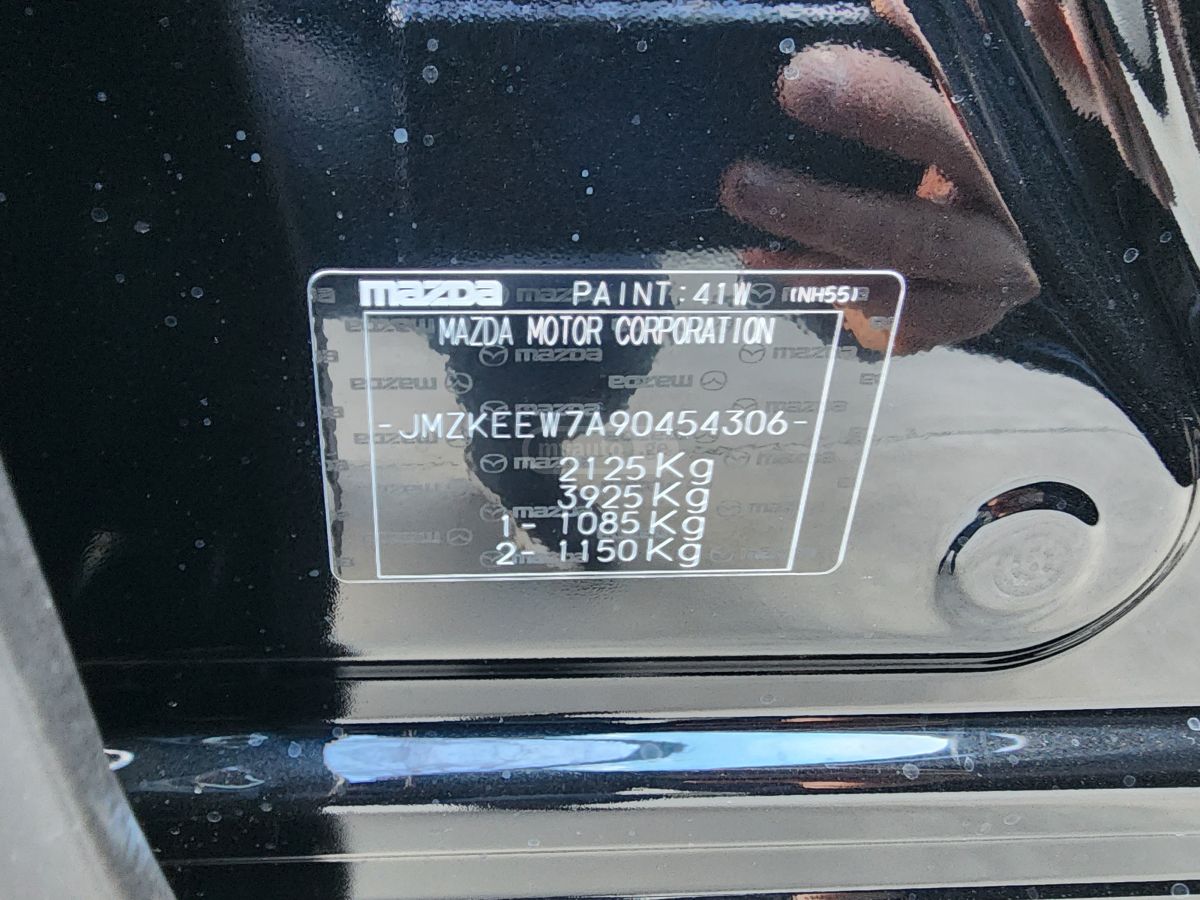 mazda PAINT:41W (NH55)
MAZDA MOTOR CORPORATION
-JMZKEEW7A90454306-
2125Kg
3925Kg
1- 1085Kg
2- 1150Kg